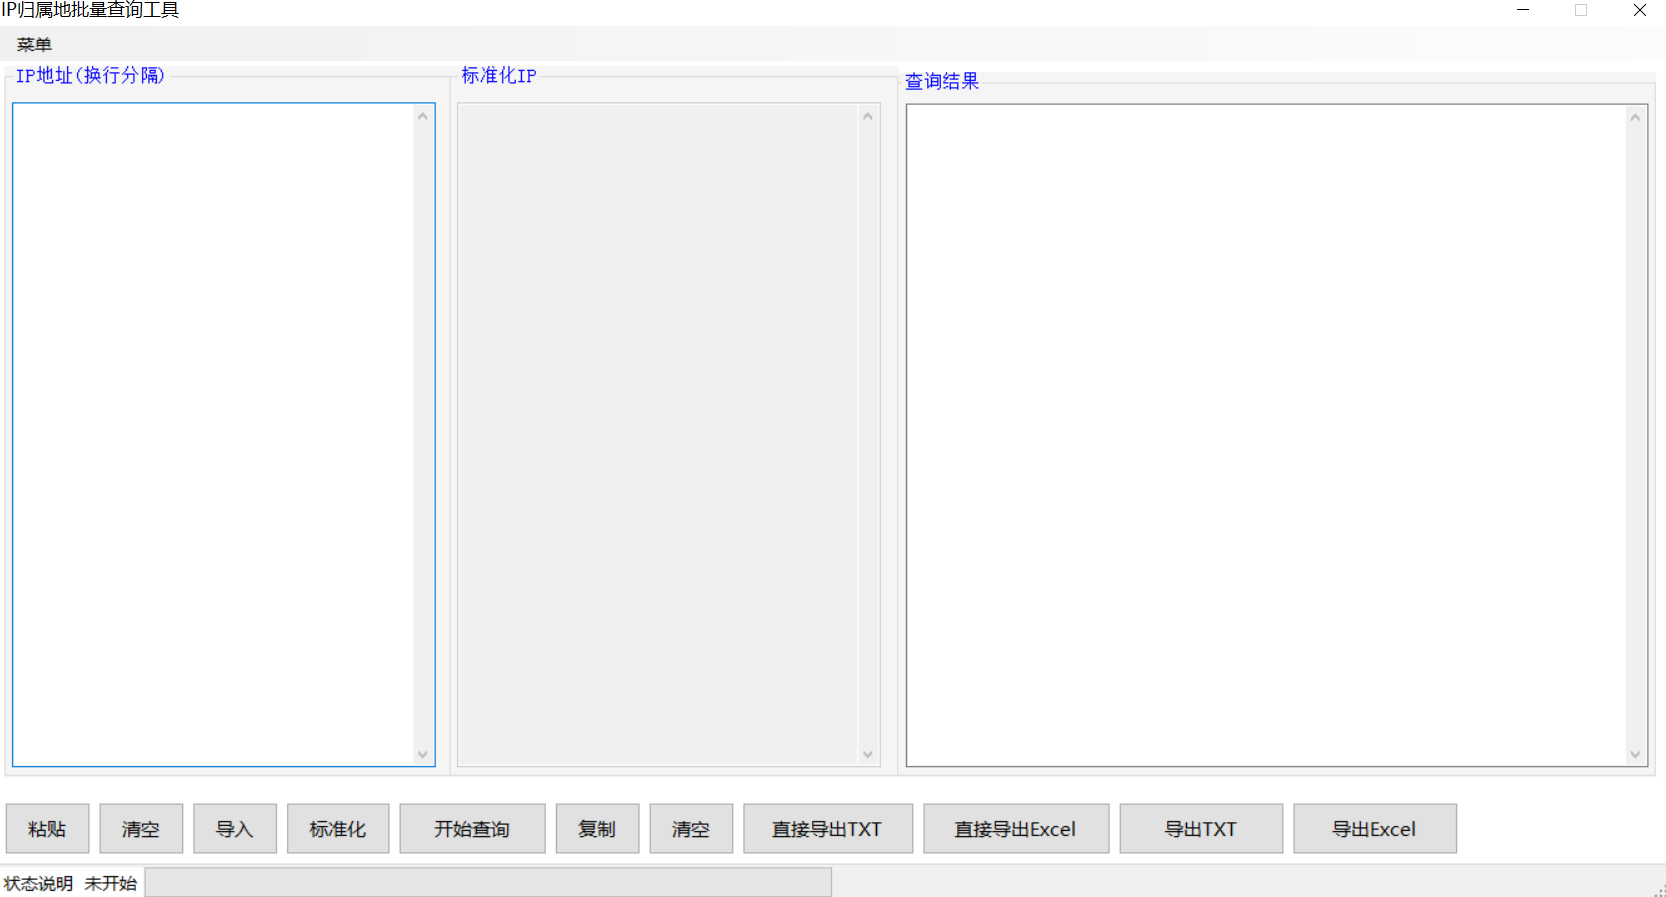 IP归属地批量查询工具
菜单
IP地址(换行分隔)
标准化IP
查询结果
粘贴 清空 导入 标准化 开始查询 复制 清空 直接导出TXT 直接导出Excel 导出TXT 导出Excel
状态说明 未开始